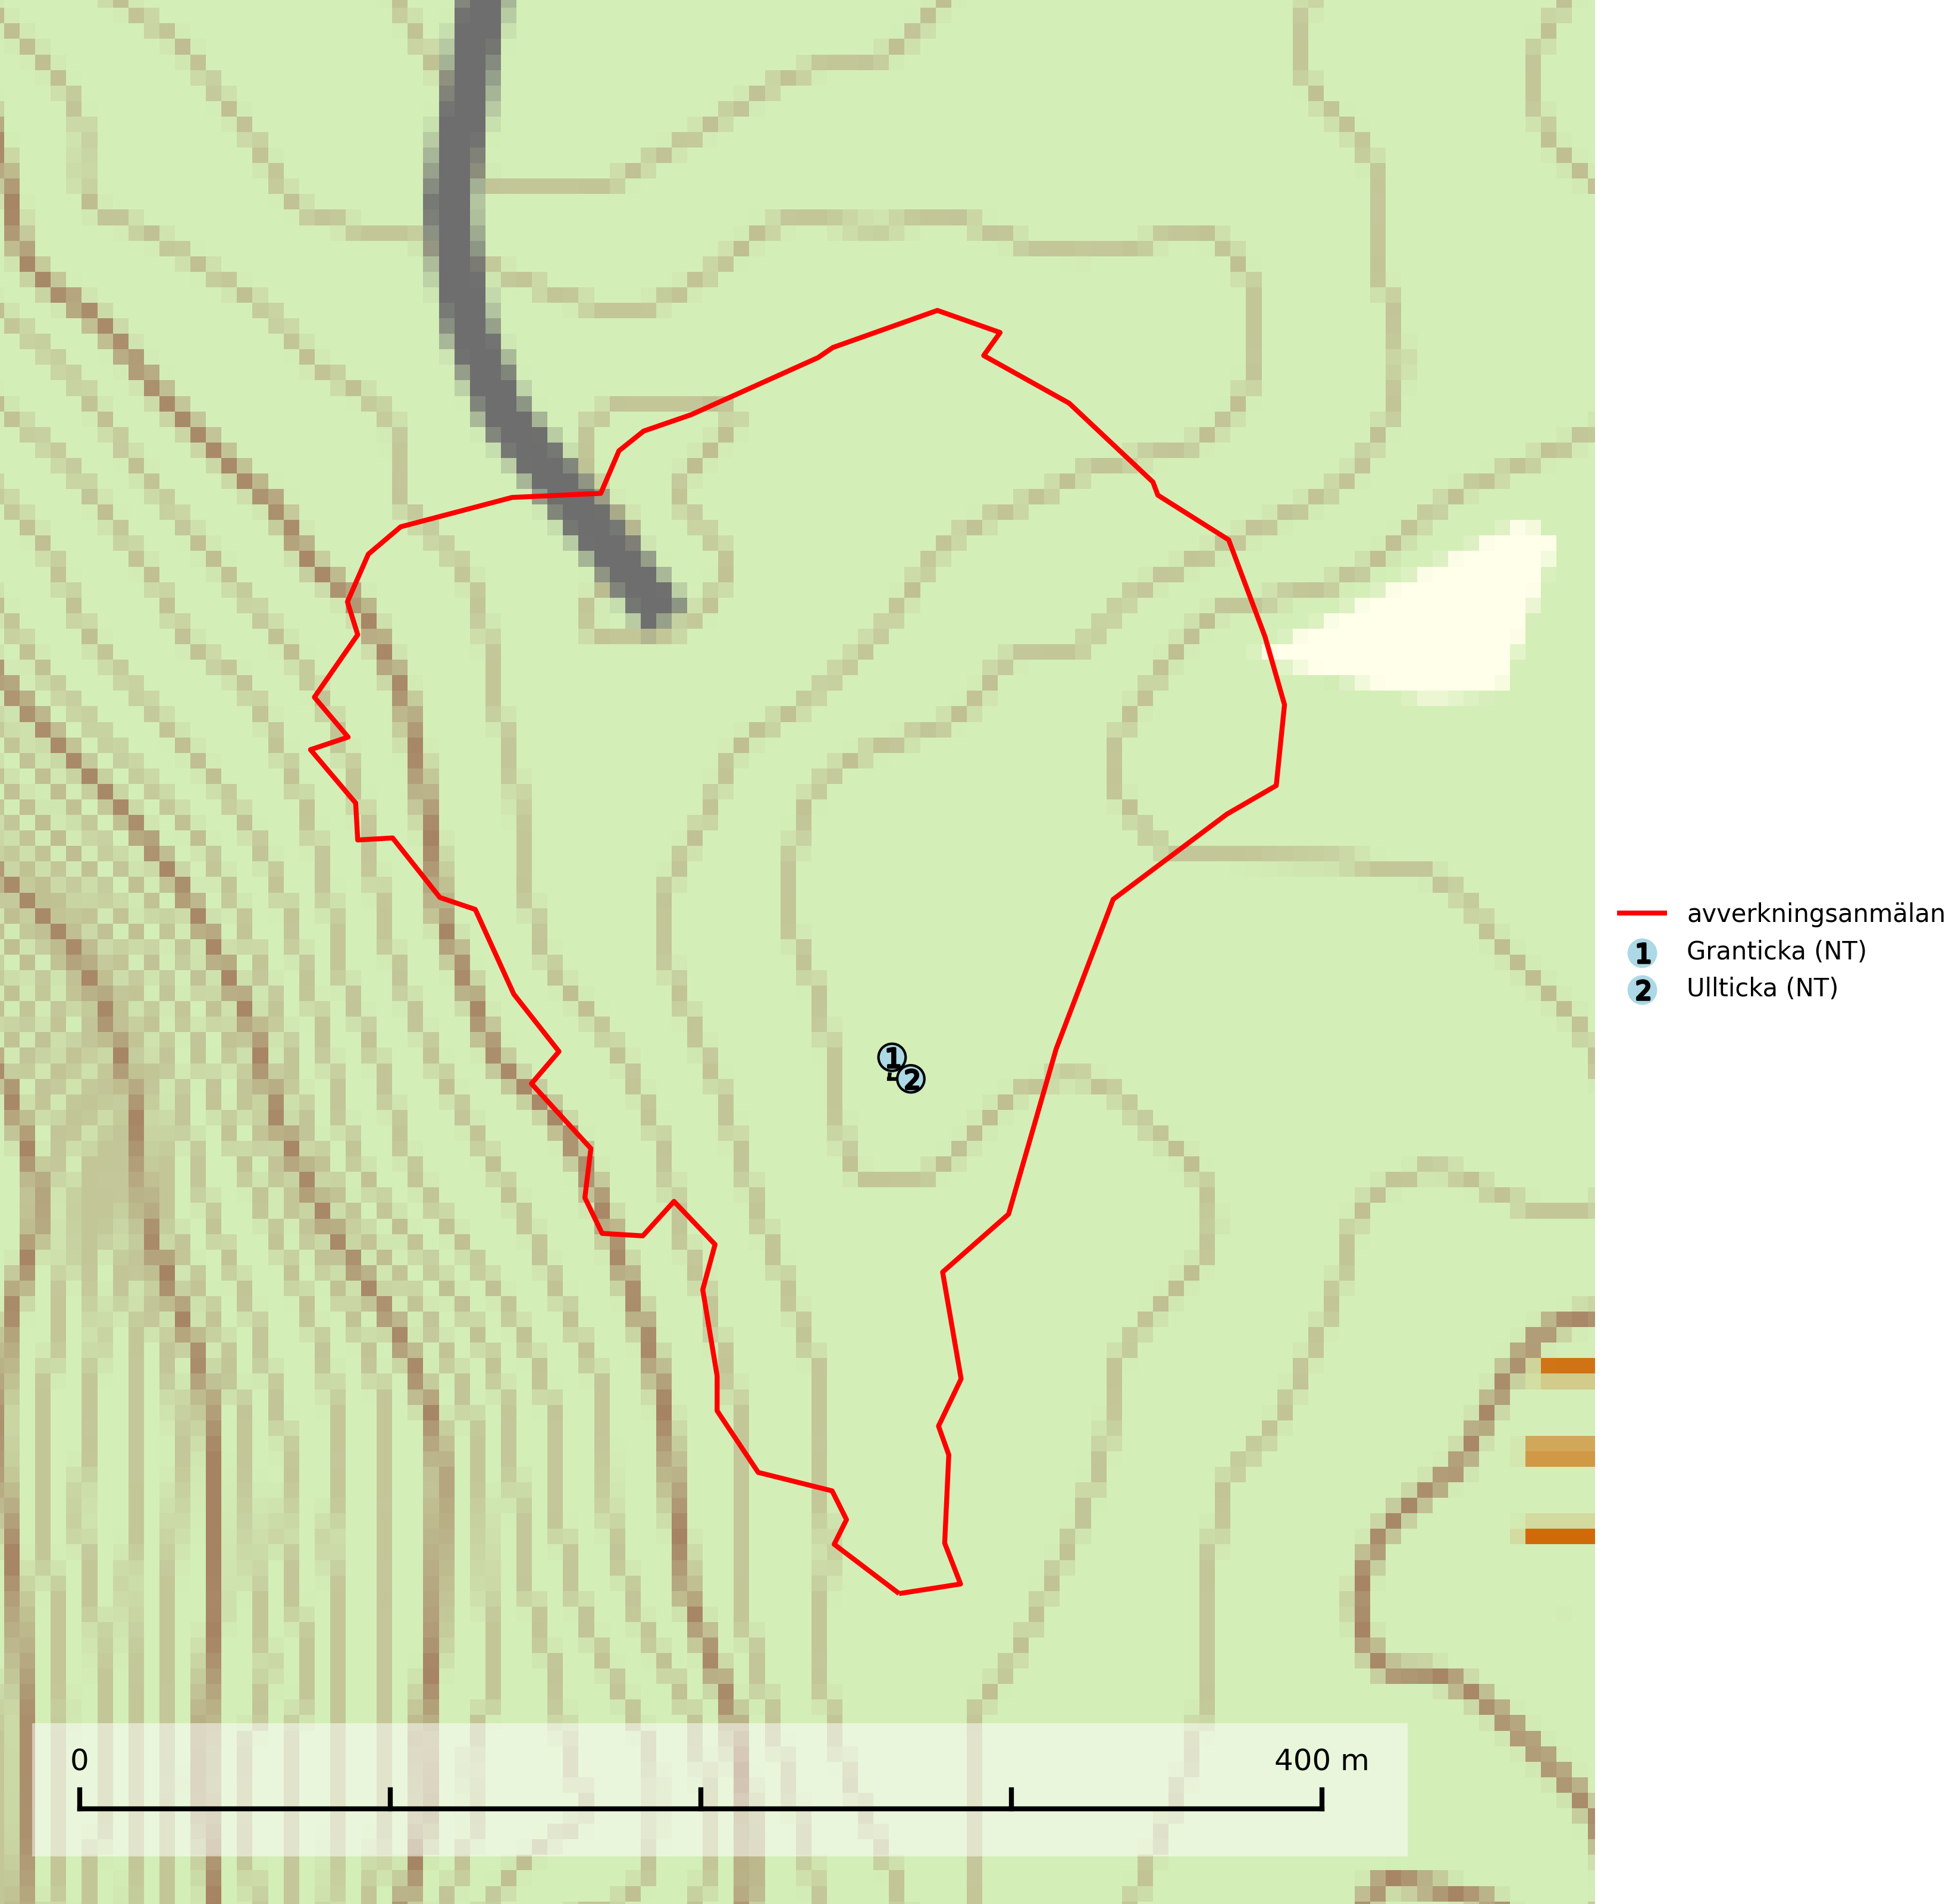 1
2
avverkningsanmälan
1 Granticka (NT)
2 Ullticka (NT)
0 400 m